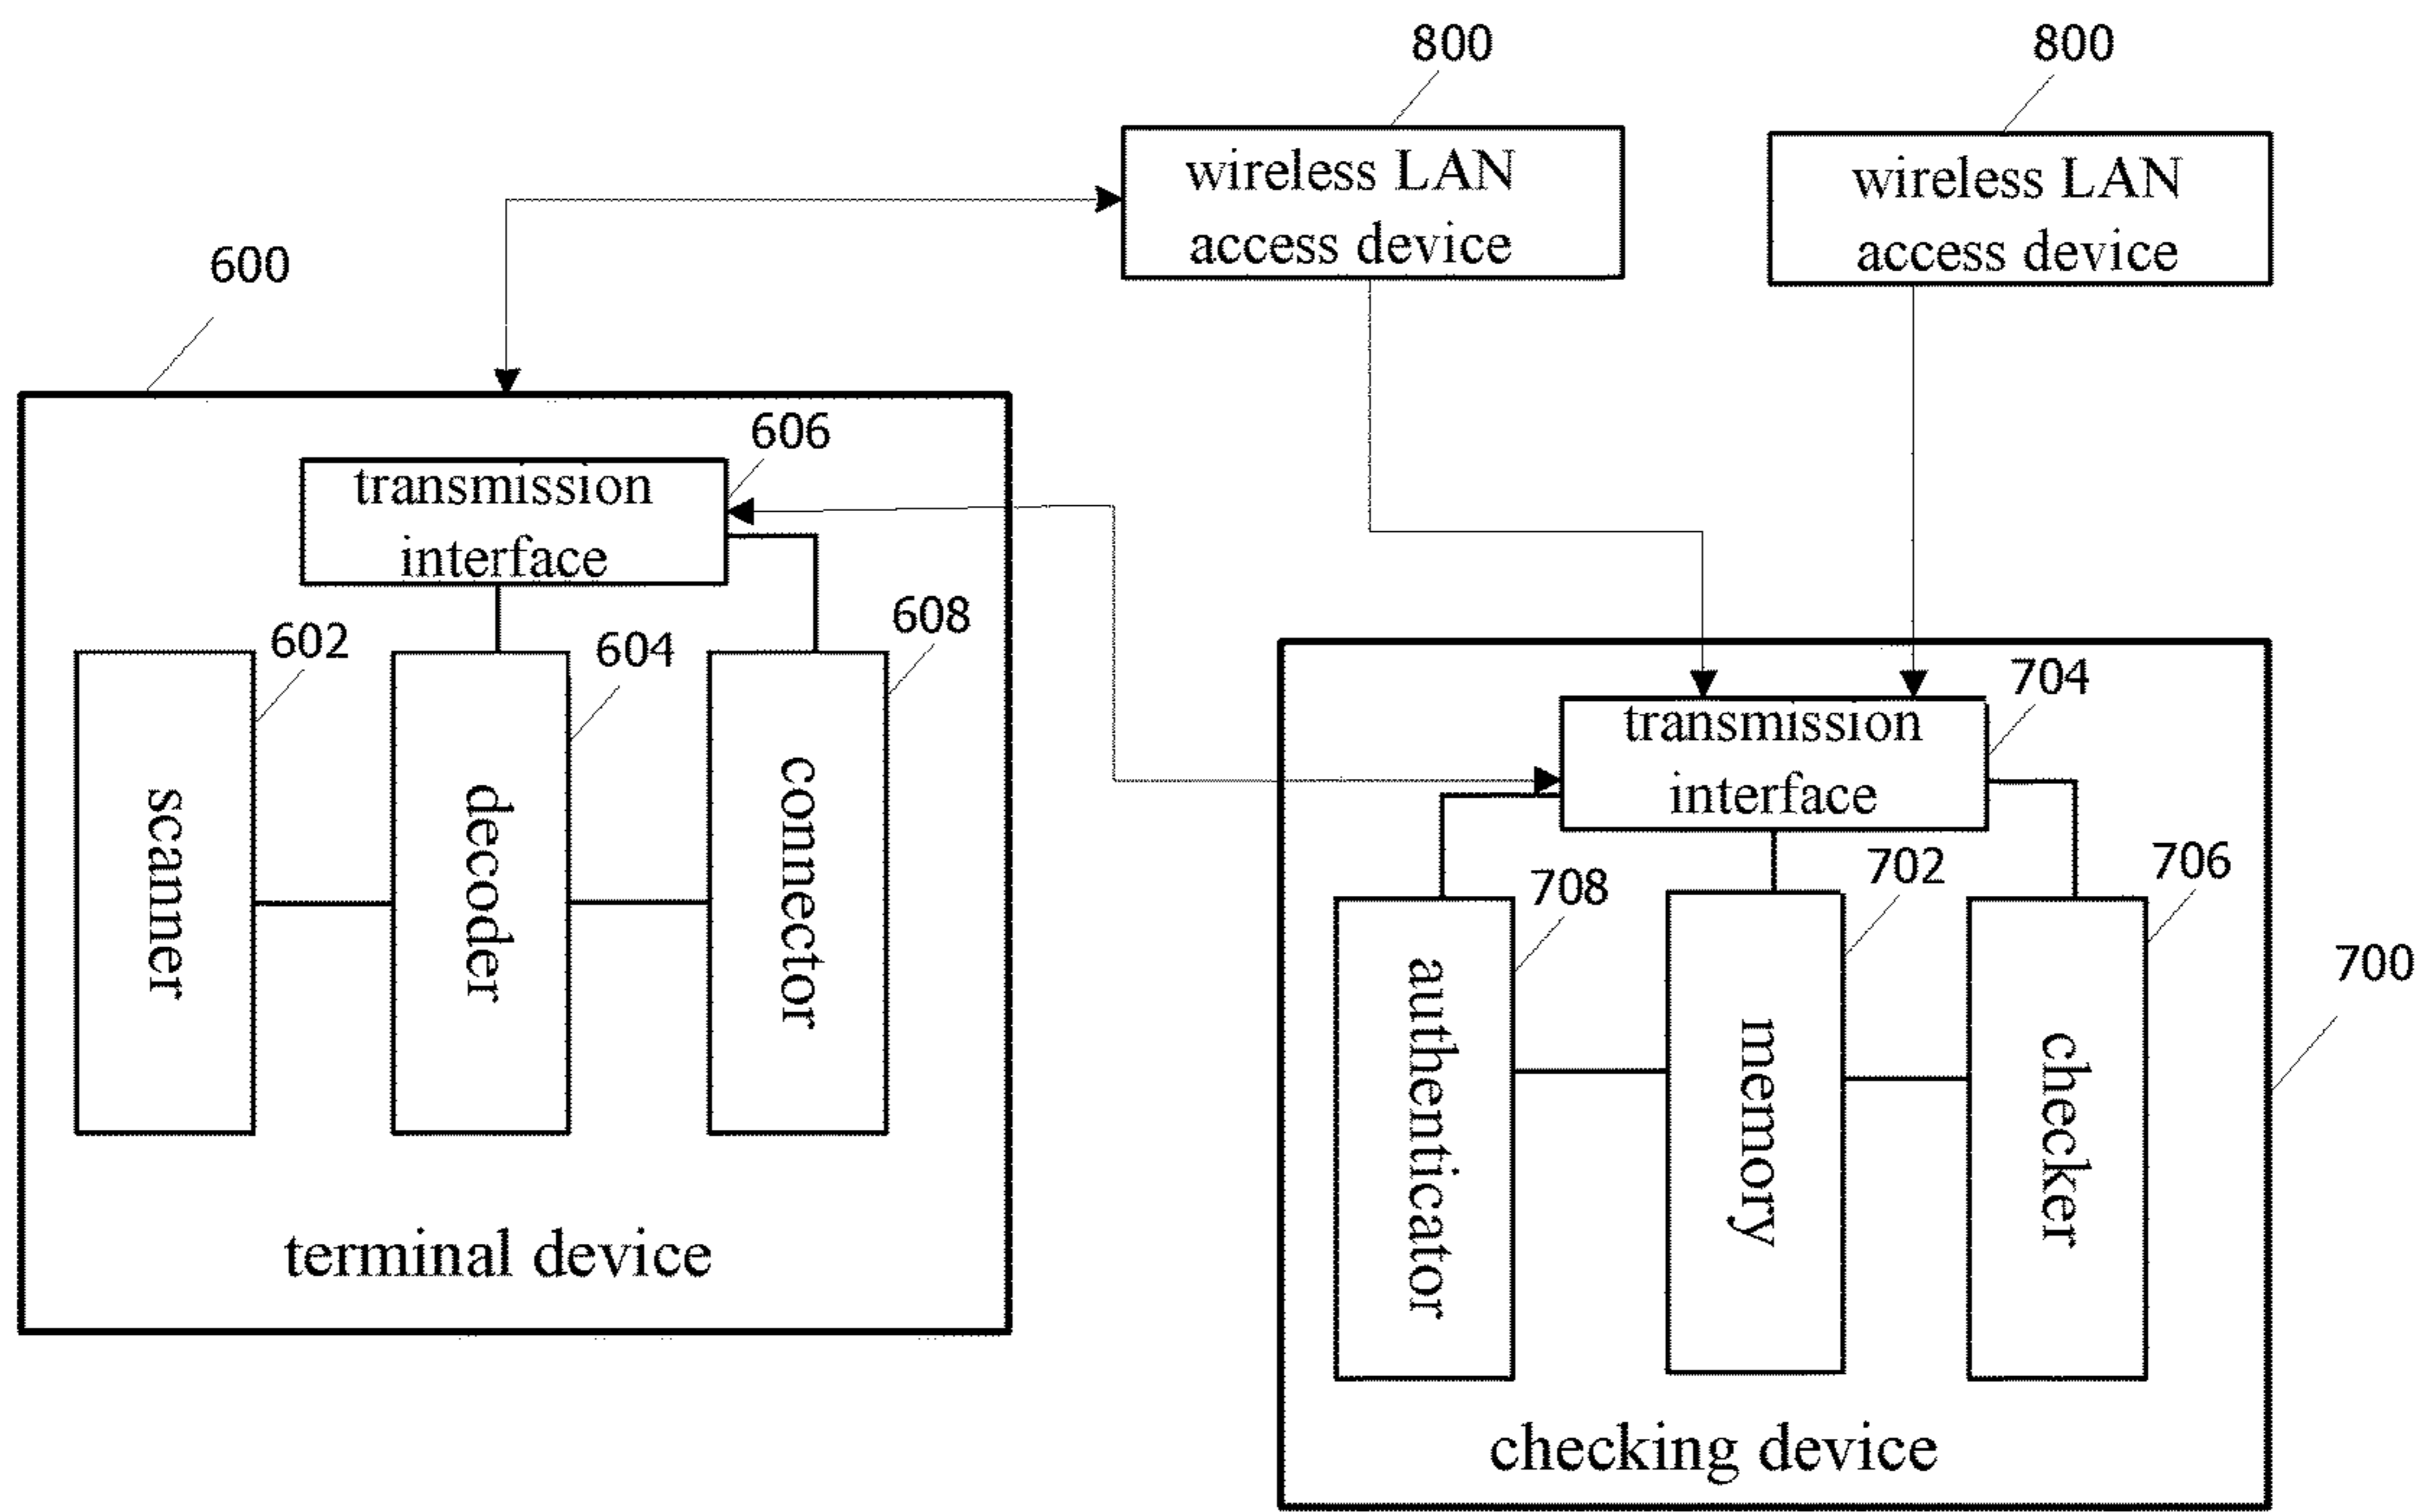 800
800
wireless LAN
access device
wireless LAN
access device
600
606
transmission
interface
602
604
608
scanner
decoder
connector
terminal device
704
transmission
interface
708
702
706
700
authenticator
memory
checker
checking device